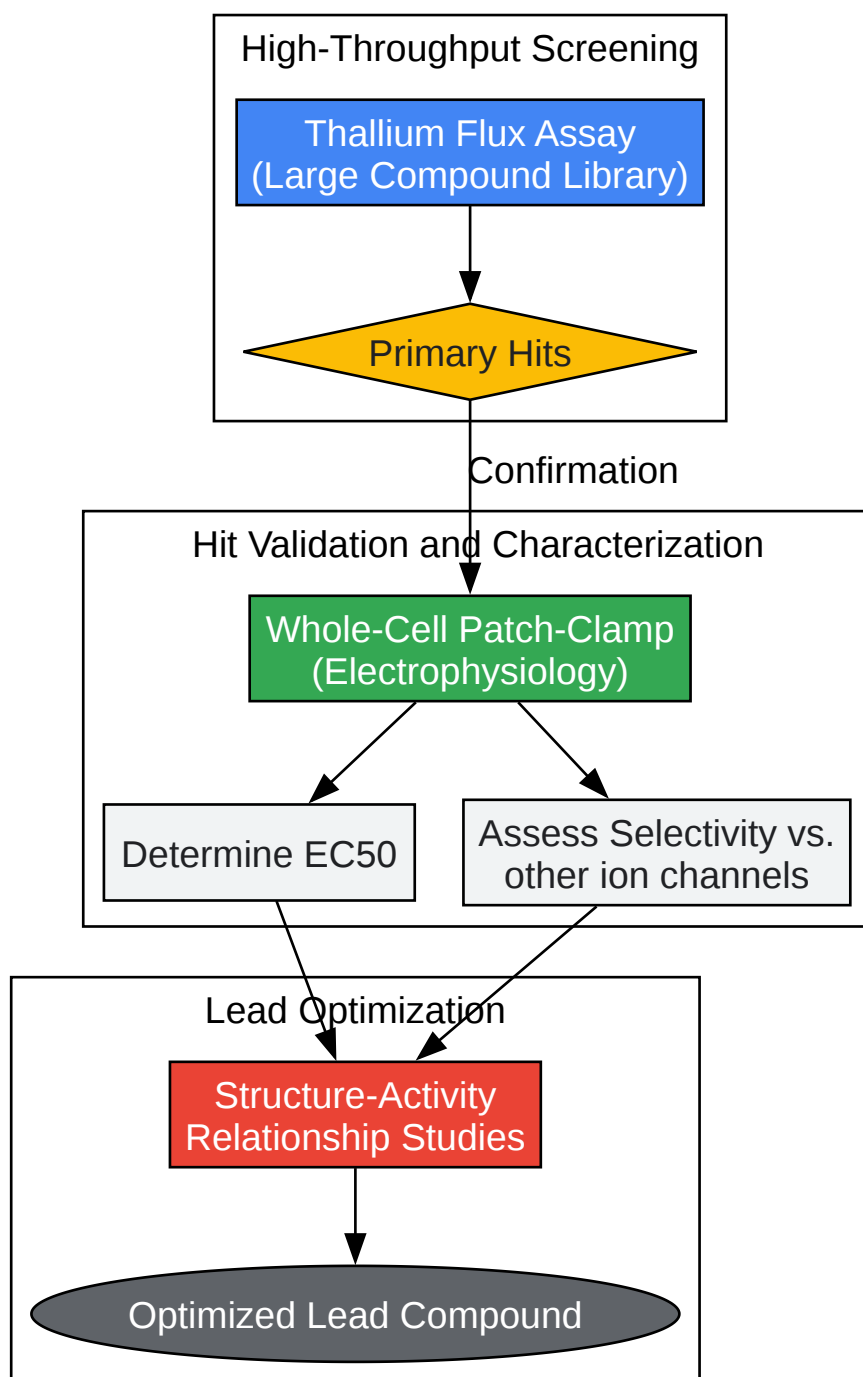 High-Throughput Screening
Thallium Flux Assay
(Large Compound Library)
Primary Hits
Confirmation
Hit Validation and Characterization
Whole-Cell Patch-Clamp
(Electrophysiology)
Determine EC50
Assess Selectivity vs.
other ion channels
Lead Optimization
Structure-Activity
Relationship Studies
Optimized Lead Compound